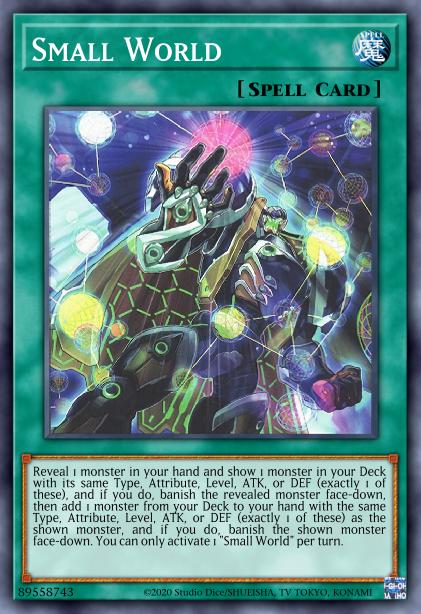 Small World
SPELL
魔
[Spell Card]
Reveal 1 monster in your hand and show 1 monster in your Deck
with its same Type, Attribute, Level, ATK, or DEF (exactly 1 of
these), and if you do, banish the revealed monster face-down,
then add 1 monster from your Deck to your hand with the same
Type, Attribute, Level, ATK, or DEF (exactly 1 of these) as the
shown monster, and if you do, banish the shown monster
face-down. You can only activate 1 "Small World" per turn.
89558743
©2020 Studio Dice/SHUEISHA, TV TOKYO, KONAMI